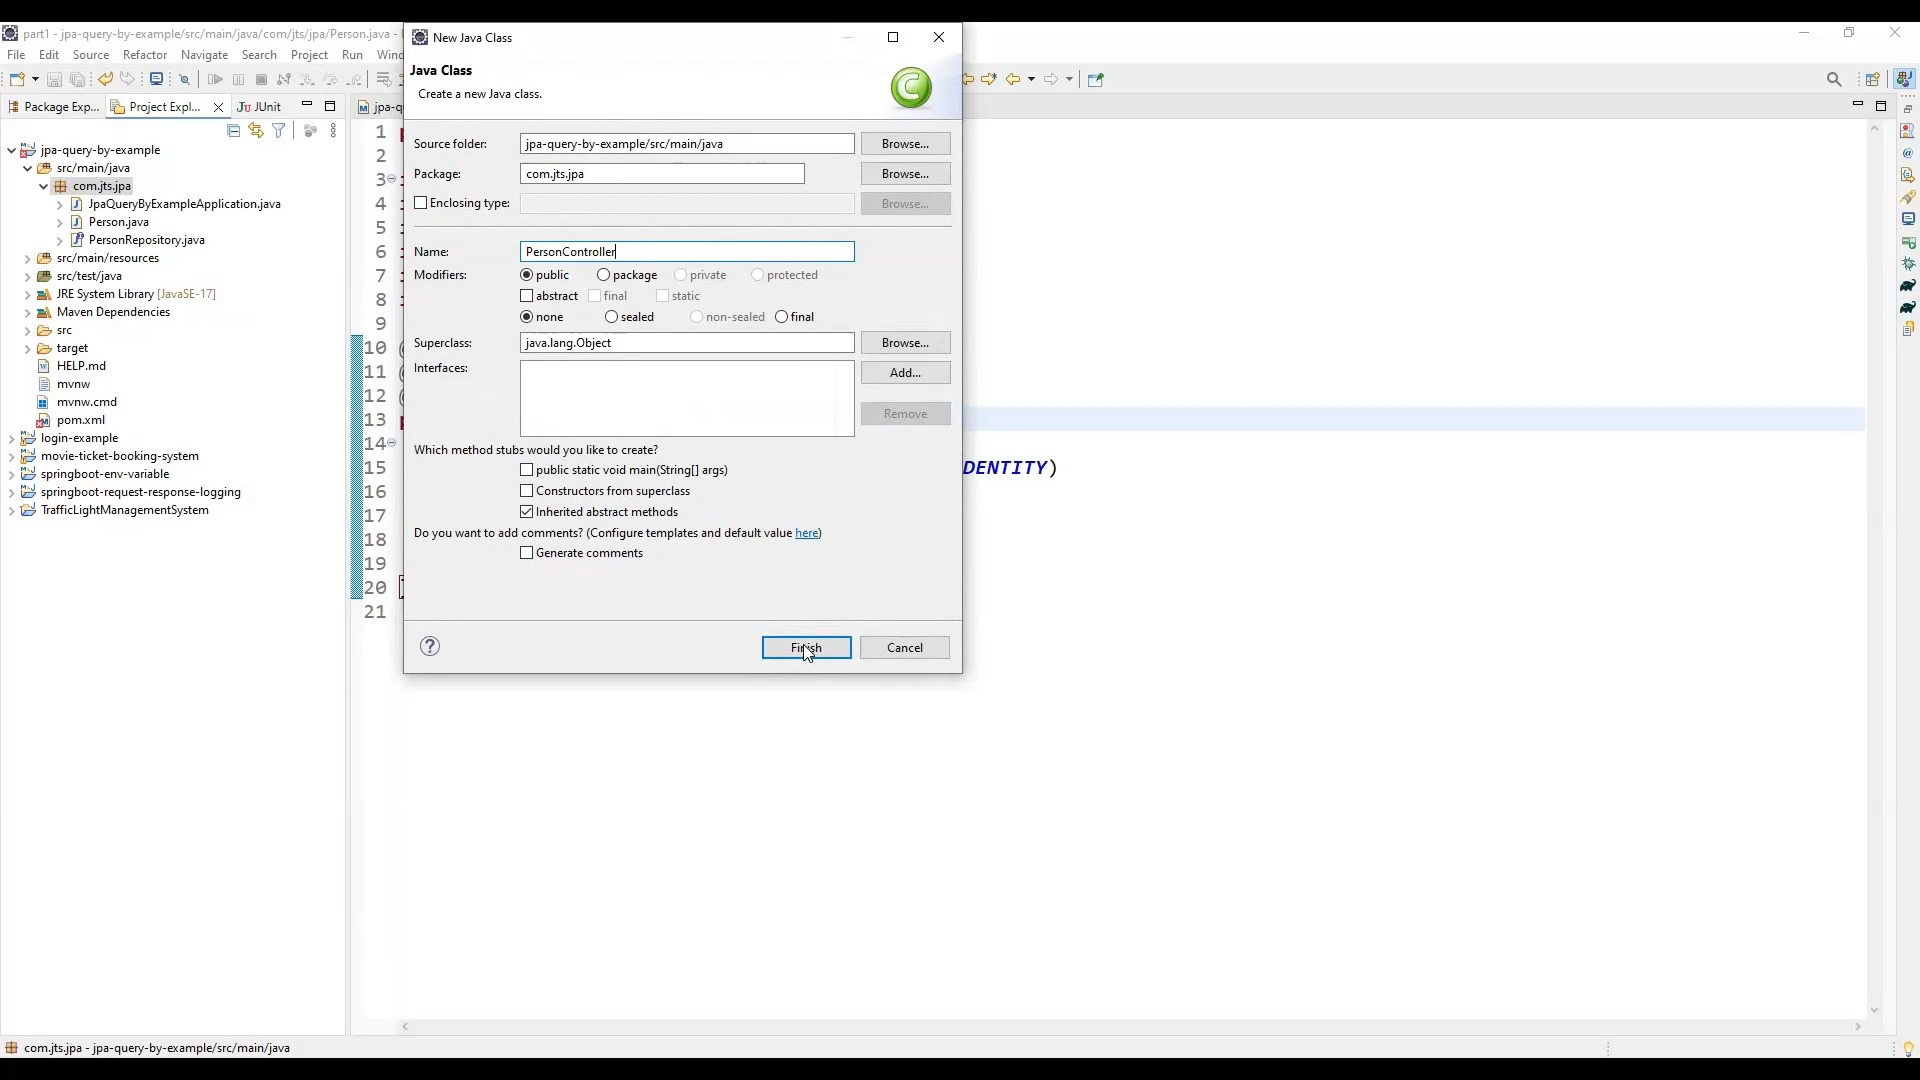 part1 - jpa-query-by-example/src/main/java/com/jts/jpa/Person.java -
File Edit Source Refactor Navigate Search Project Run
Package Exp... Project Expl... JUnit
jpa-query-by-example
src/main/java
com.jts.jpa
JpaQueryByExampleApplication.java
Person.java
PersonRepository.java
src/main/resources
src/test/java
JRE System Library [JavaSE-17]
Maven Dependencies
src
target
HELP.md
mvnw
mvnw.cmd
pom.xml
login-example
movie-ticket-booking-system
springboot-env-variable
springboot-request-response-logging
TrafficLightManagementSystem
1
2
3
4
5
6
7
8
9
10
11
12
13
14
15 DENTITY)
16
17
18
19
20
21
New Java Class
Java Class
Create a new Java class.
Source folder: jpa-query-by-example/src/main/java Browse...
Package: com.jts.jpa Browse...
Enclosing type: Browse...
Name: PersonController
Modifiers: public package private protected
abstract final static
none sealed non-sealed final
Superclass: java.lang.Object Browse...
Interfaces: Add...
Remove
Which method stubs would you like to create?
public static void main(String[] args)
Constructors from superclass
Inherited abstract methods
Do you want to add comments? (Configure templates and default value here)
Generate comments
Finish Cancel
com.jts.jpa - jpa-query-by-example/src/main/java